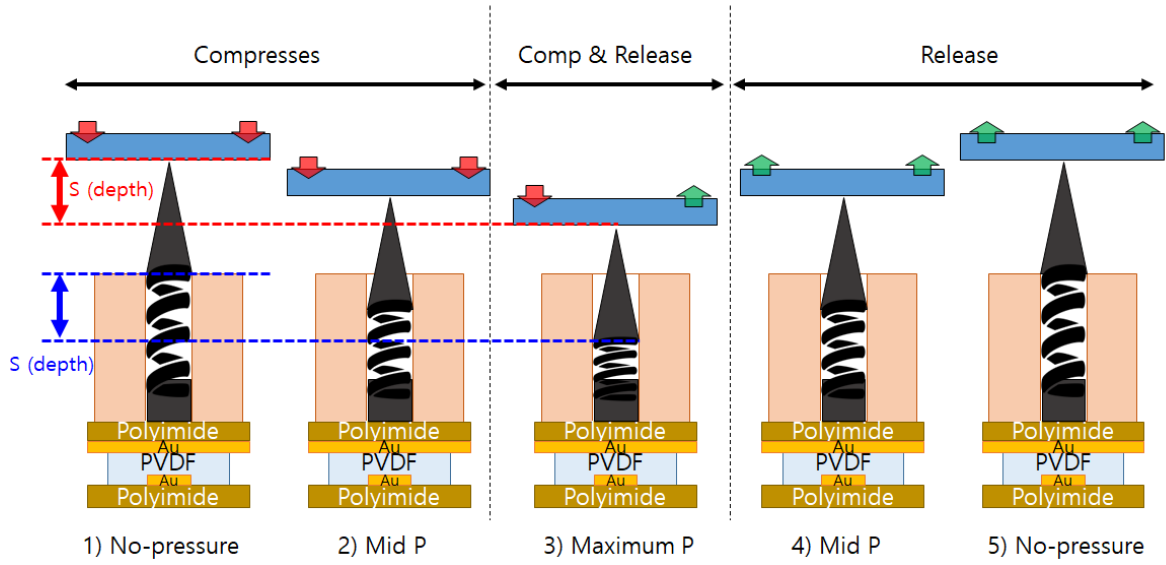 Compresses
Comp & Release
Release
S (depth)
S (depth)
Polyimide
Au
PVDF
Au
Polyimide
1) No-pressure
Polyimide
Au
PVDF
Au
Polyimide
2) Mid P
Polyimide
Au
PVDF
Au
Polyimide
3) Maximum P
Polyimide
Au
PVDF
Au
Polyimide
4) Mid P
Polyimide
Au
PVDF
Au
Polyimide
5) No-pressure